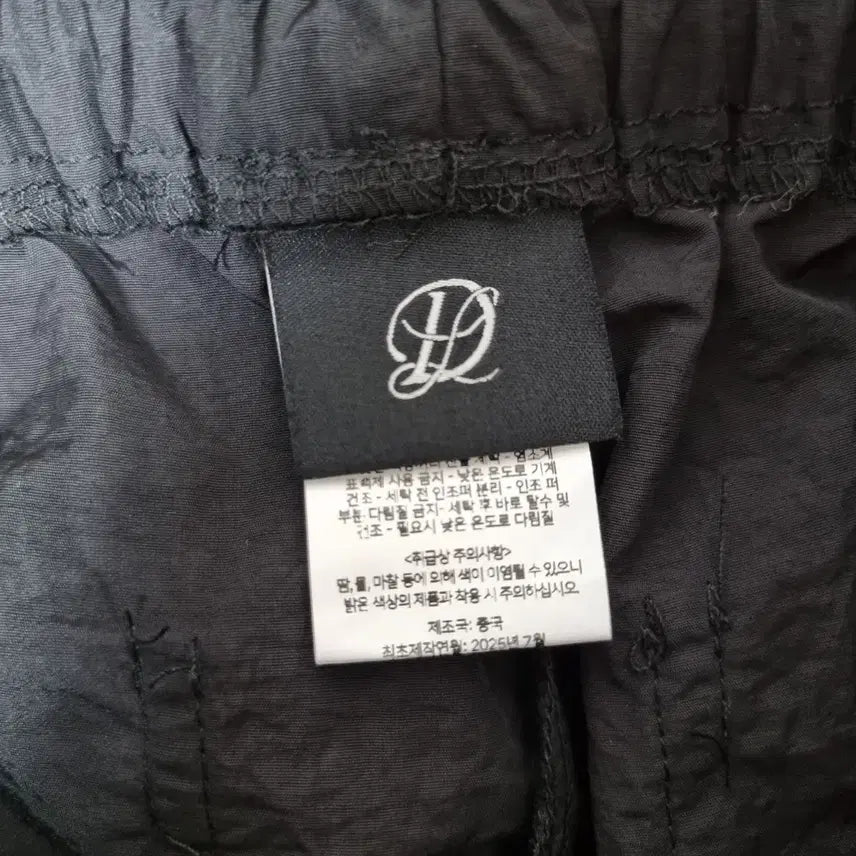 DL
표백제 사용 금지 - 낮은 온도로 기계
건조 - 세탁 전 인조퍼 분리 - 인조 퍼
부분 다림질 금지 - 세탁 후 바로 탈수 및
건조 - 필요시 낮은 온도로 다림질
<취급상 주의사항>
땀, 물, 마찰 등에 의해 색이 이염될 수 있으니
밝은 색상의 제품과 착용 시 주의하십시오
제조국: 중국
최초제작연월: 2025년 7월